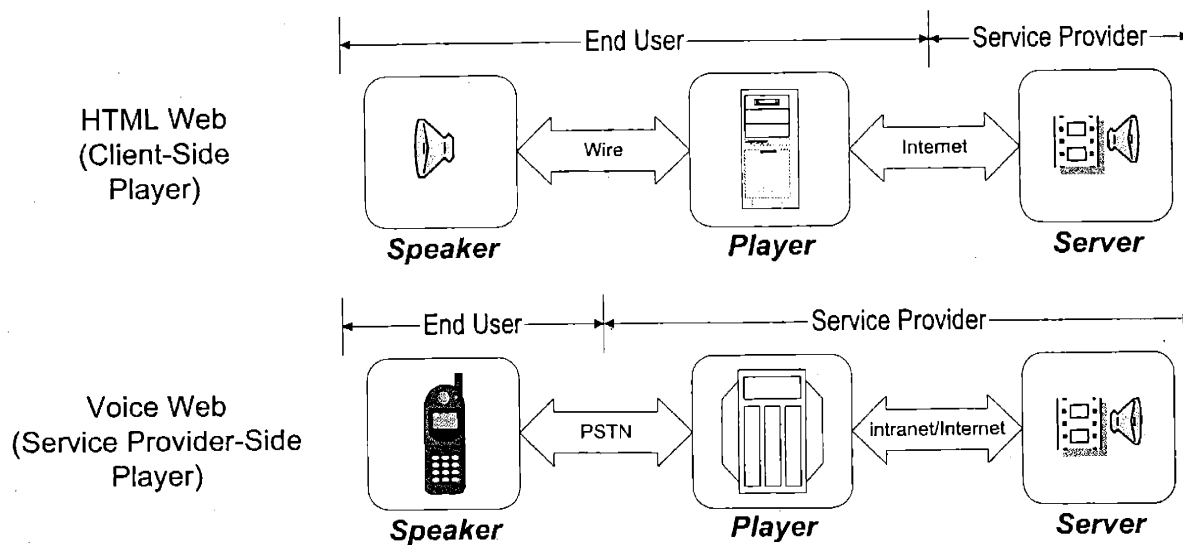 End User
Service Provider
HTML Web
(Client-Side
Player)
Wire
Internet
Speaker
Player
Server
End User
Service Provider
Voice Web
(Service Provider-Side
Player)
PSTN
intranet/Internet
Speaker
Player
Server